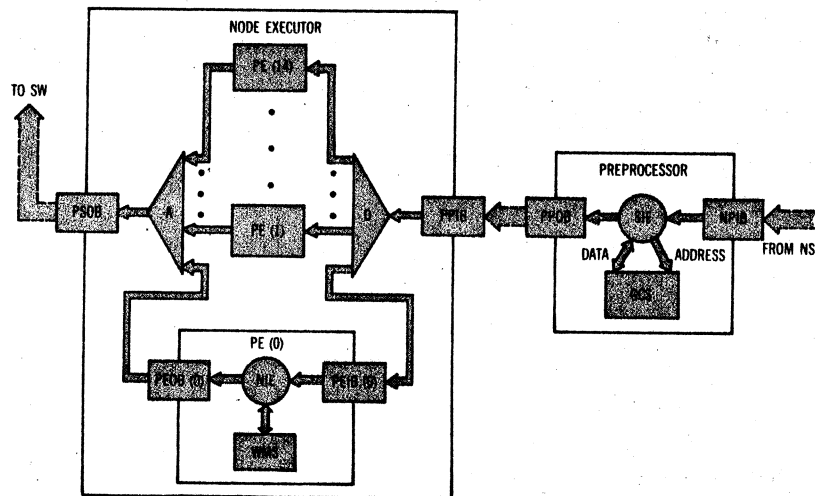 NODE EXECUTOR
TO SW
PE (14)
PREPROCESSOR
PSOB
A
D
PPIB
PPOB
NPIB
PE (1)
FROM NS
DATA
ADDRESS
PE (0)
PEOB (0)
PEIB (0)
WMS